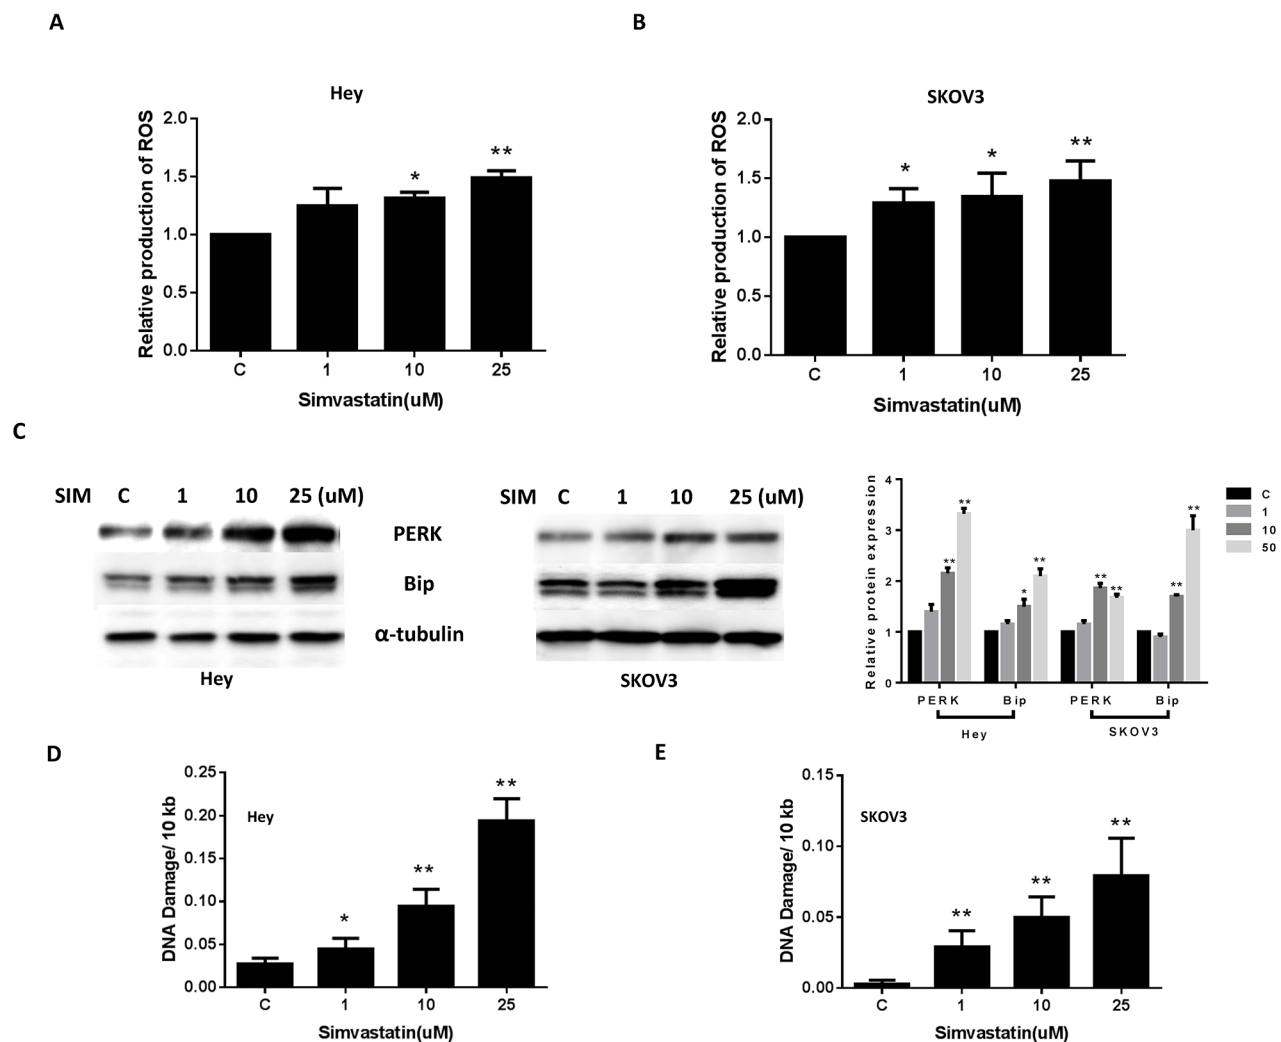 A
B
Hey
SKOV3
Relative production of ROS
2.0
1.5
1.0
0.5
0.0
*
**
C 1 10 25
Simvastatin(uM)
Relative production of ROS
2.0
1.5
1.0
0.5
0.0
*
*
**
C 1 10 25
Simvastatin(uM)
C
SIM C 1 10 25 (uM)
PERK
Bip
α-tubulin
Hey
SIM C 1 10 25 (uM)
SKOV3
Relative protein expression
4
3
2
1
0
**
**
*
**
**
**
**
**
C
1
10
50
PERK Bip PERK Bip
Hey SKOV3
D
E
DNA Damage/ 10 kb
0.25
0.20
0.15
0.10
0.05
0.00
Hey
*
**
**
C 1 10 25
Simvastatin(uM)
DNA Damage/ 10 kb
0.15
0.10
0.05
0.00
SKOV3
**
**
**
C 1 10 25
Simvastatin(uM)